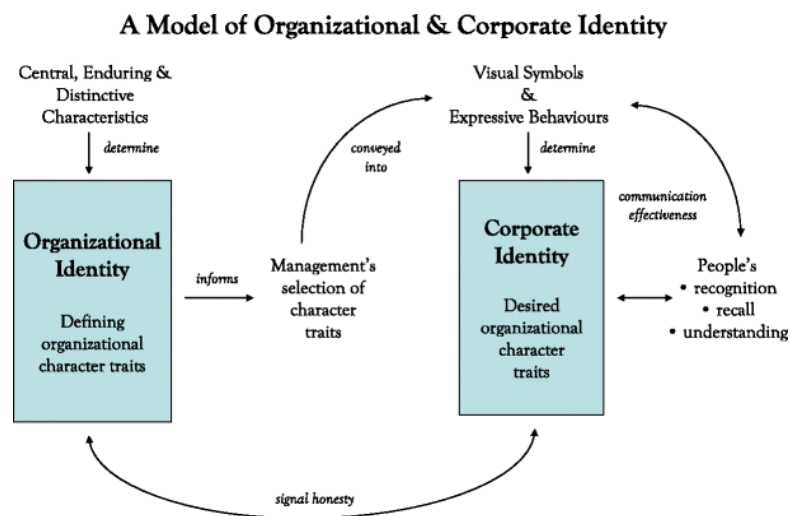 A Model of Organizational & Corporate Identity
Central, Enduring &
Distinctive
Characteristics
determine
Organizational
Identity
Defining
organizational
character traits
informs
Management's
selection of
character
traits
conveyed
into
Visual Symbols
&
Expressive Behaviours
determine
Corporate
Identity
Desired
organizational
character
traits
communication
effectiveness
People's
• recognition
• recall
• understanding
signal honesty